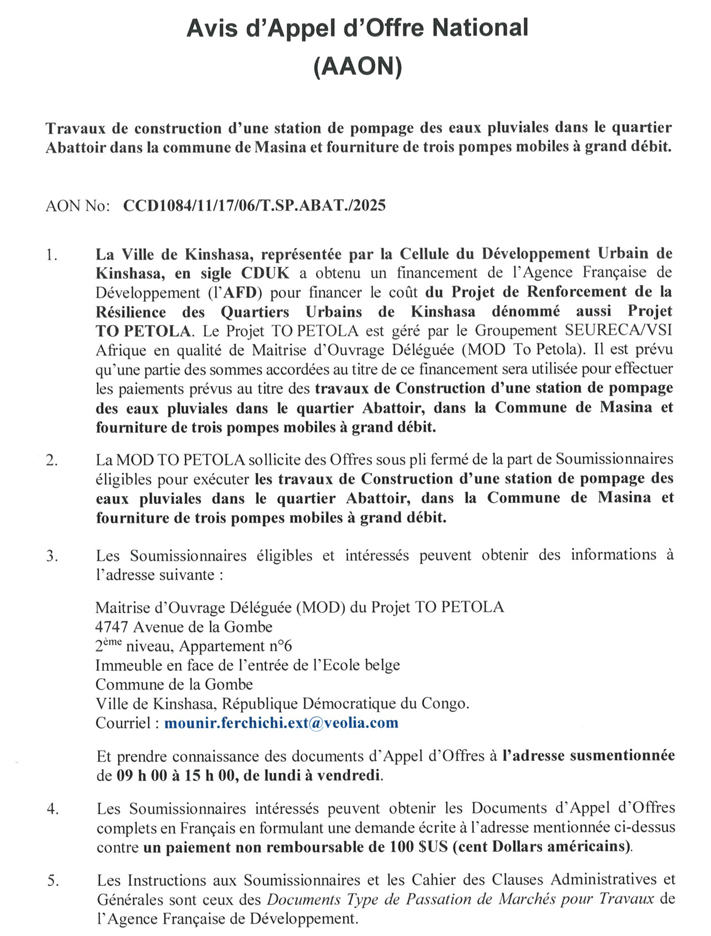 Avis d’Appel d’Offre National
(AAON)
Travaux de construction d’une station de pompage des eaux pluviales dans le quartier
Abattoir dans la commune de Masina et fourniture de trois pompes mobiles à grand débit.
AON No: CCD1084/11/17/06/T.SP.ABAT./2025
1. La Ville de Kinshasa, représentée par la Cellule du Développement Urbain de
Kinshasa, en sigle CDUK a obtenu un financement de l’Agence Française de
Développement (l’AFD) pour financer le coût du Projet de Renforcement de la
Résilience des Quartiers Urbains de Kinshasa dénommé aussi Projet
TO PETOLA. Le Projet TO PETOLA est géré par le Groupement SEURECA/VSI
Afrique en qualité de Maitrise d’Ouvrage Déléguée (MOD To Petola). Il est prévu
qu’une partie des sommes accordées au titre de ce financement sera utilisée pour effectuer
les paiements prévus au titre des travaux de Construction d’une station de pompage
des eaux pluviales dans le quartier Abattoir, dans la Commune de Masina et
fourniture de trois pompes mobiles à grand débit.
2. La MOD TO PETOLA sollicite des Offres sous pli fermé de la part de Soumissionnaires
éligibles pour exécuter les travaux de Construction d’une station de pompage des
eaux pluviales dans le quartier Abattoir, dans la Commune de Masina et
fourniture de trois pompes mobiles à grand débit.
3. Les Soumissionnaires éligibles et intéressés peuvent obtenir des informations à
l’adresse suivante :
Maitrise d’Ouvrage Déléguée (MOD) du Projet TO PETOLA
4747 Avenue de la Gombe
2ème niveau, Appartement n°6
Immeuble en face de l’entrée de l’Ecole belge
Commune de la Gombe
Ville de Kinshasa, République Démocratique du Congo.
Courriel : mounir.ferchichi.ext@veolia.com
Et prendre connaissance des documents d’Appel d’Offres à l’adresse susmentionnée
de 09 h 00 à 15 h 00, de lundi à vendredi.
4. Les Soumissionnaires intéressés peuvent obtenir les Documents d’Appel d’Offres
complets en Français en formulant une demande écrite à l’adresse mentionnée ci-dessus
contre un paiement non remboursable de 100 $US (cent Dollars américains).
5. Les Instructions aux Soumissionnaires et les Cahier des Clauses Administratives et
Générales sont ceux des Documents Type de Passation de Marchés pour Travaux de
l’Agence Française de Développement.